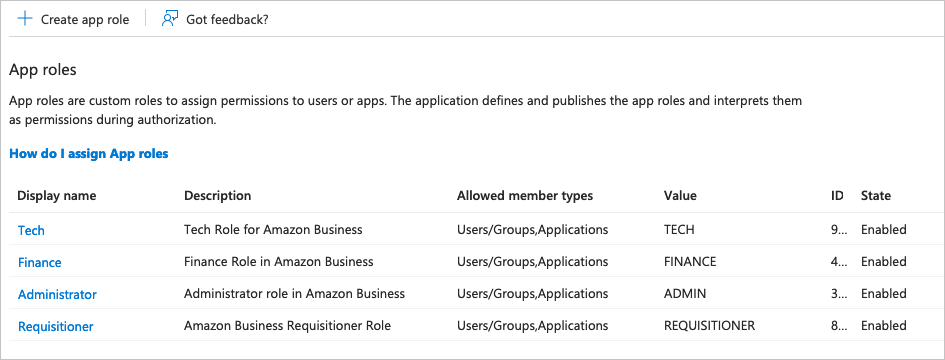 Create app role Got feedback?
App roles
App roles are custom roles to assign permissions to users or apps. The application defines and publishes the app roles and interprets them
as permissions during authorization.
How do I assign App roles
Display name Description Allowed member types Value ID State
Tech Tech Role for Amazon Business Users/Groups,Applications TECH 9... Enabled
Finance Finance Role in Amazon Business Users/Groups,Applications FINANCE 4... Enabled
Administrator Administrator role in Amazon Business Users/Groups,Applications ADMIN 3... Enabled
Requisitioner Amazon Business Requisitioner Role Users/Groups,Applications REQUISITIONER 8... Enabled